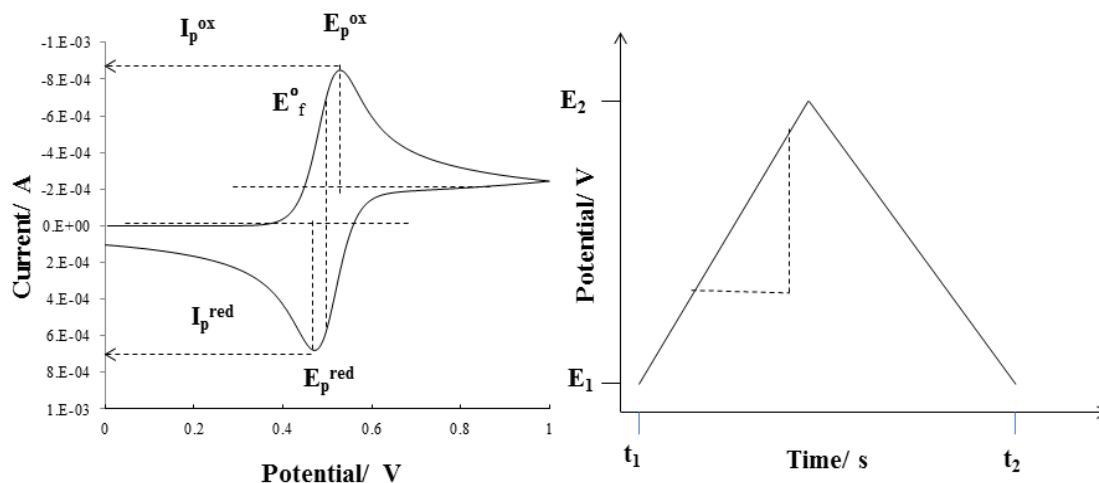 I_p^ox
E_p^ox
-1.E-03
-8.E-04
-6.E-04
-4.E-04
-2.E-04
0.E+00
2.E-04
4.E-04
6.E-04
8.E-04
1.E-03
Current/ A
E°_f
I_p^red
E_p^red
0
0.2
0.4
0.6
0.8
1
Potential/ V
E_2
E_1
Potential/ V
t_1
Time/ s
t_2